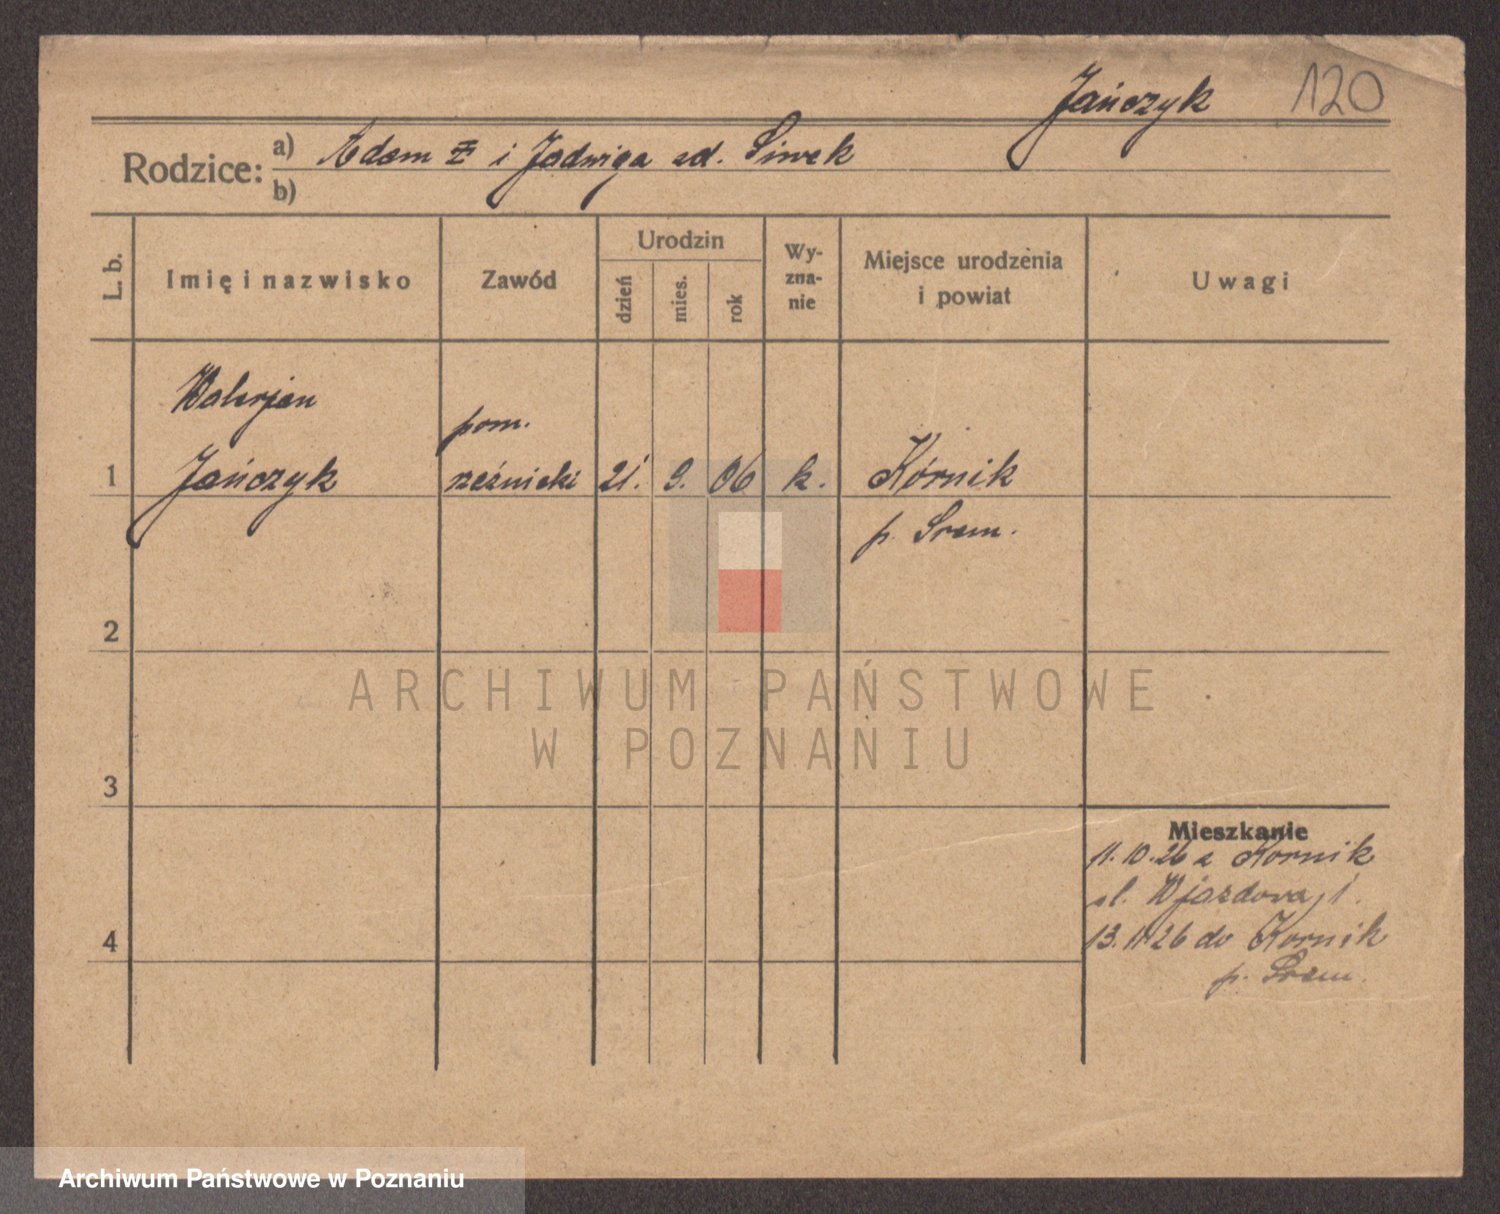 Jańczyk 120
Rodzice: a) Adam i Jadwiga zd. Siwek
b)
L. b. Imię i nazwisko Zawód Urodzin dzień mies. rok Wy-zna-nie Miejsce urodzenia i powiat Uwagi
Walerjan
pom.
1 Jańczyk rzeźnicki 21. 9. 06 k. Kórnik
p. Śrem.
2
ARCHIWUM PAŃSTWOWE
W POZNANIU
3
Mieszkanie
11.10.26 z Kórnik
ul. Wjazdowa 1.
4
13.11.26 do Kórnik
p. Śrem.
Archiwum Państwowe w Poznaniu